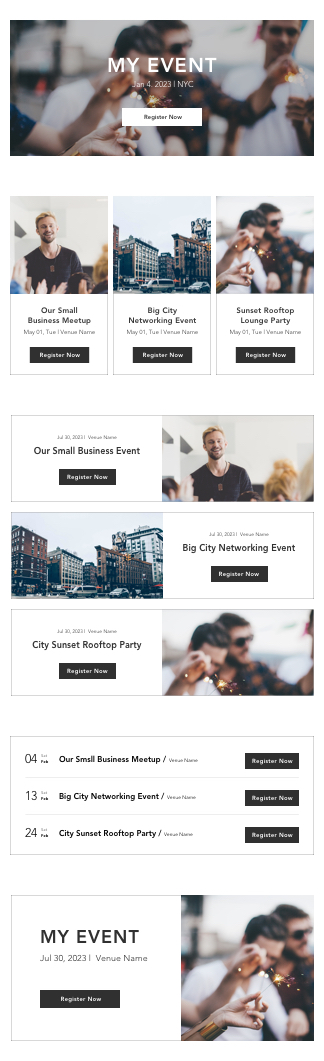 MY EVENT
Jan 4, 2023 | NYC
Register Now
Our Small
Business Meetup
May 01, Tue | Venue Name
Register Now
Big City
Networking Event
May 01, Tue | Venue Name
Register Now
Sunset Rooftop
Lounge Party
May 01, Tue | Venue Name
Register Now
Jul 30, 2023 | Venue Name
Our Small Business Event
Register Now
Jul 30, 2023 | Venue Name
Big City Networking Event
Register Now
Jul 30, 2023 | Venue Name
City Sunset Rooftop Party
Register Now
04 Sat Feb Our Smsll Business Meetup / Venue Name Register Now
13 Feb Big City Networking Event / Venue Name Register Now
24 Feb City Sunset Rooftop Party / Venue Name Register Now
MY EVENT
Jul 30, 2023 | Venue Name
Register Now